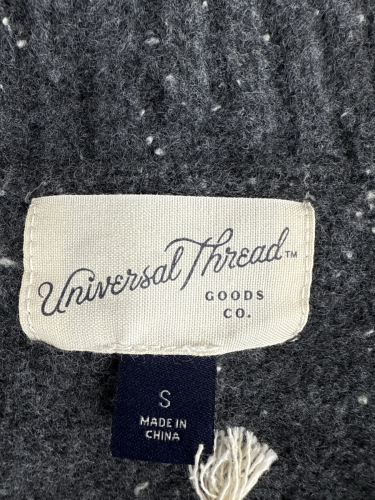 Universal Thread™
GOODS
CO.
S
MADE IN
CHINA